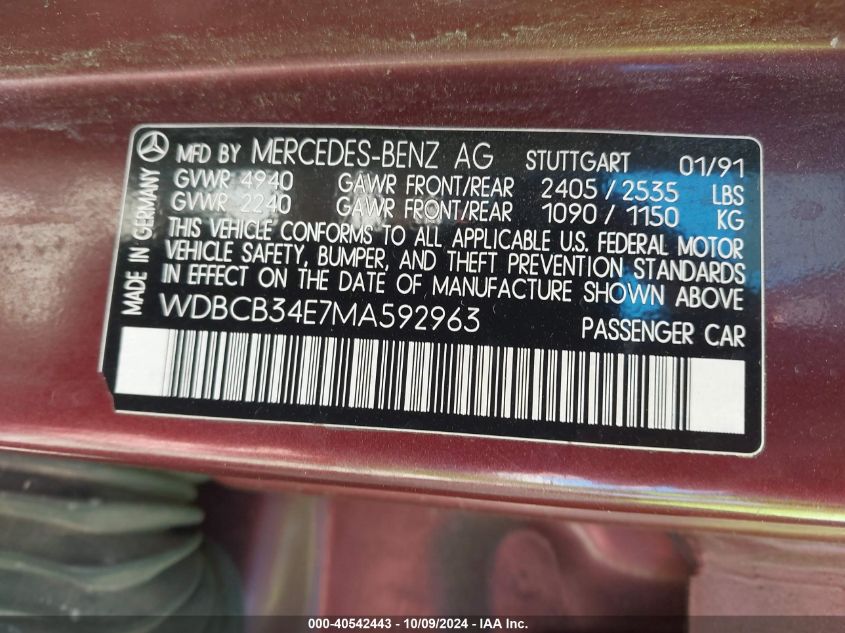 MADE IN GERMANY
MFD BY MERCEDES-BENZ AG STUTTGART 01/91
GVWR 4940 GAWR FRONT/REAR 2405/2535 LBS
GVWR 2240 GAWR FRONT/REAR 1090/1150 KG
THIS VEHICLE CONFORMS TO ALL APPLICABLE U.S. FEDERAL MOTOR
VEHICLE SAFETY, BUMPER, AND THEFT PREVENTION STANDARDS
IN EFFECT ON THE DATE OF MANUFACTURE SHOWN ABOVE
WDBCB34E7MA592963 PASSENGER CAR
000-40542443 - 10/09/2024 - IAA Inc.